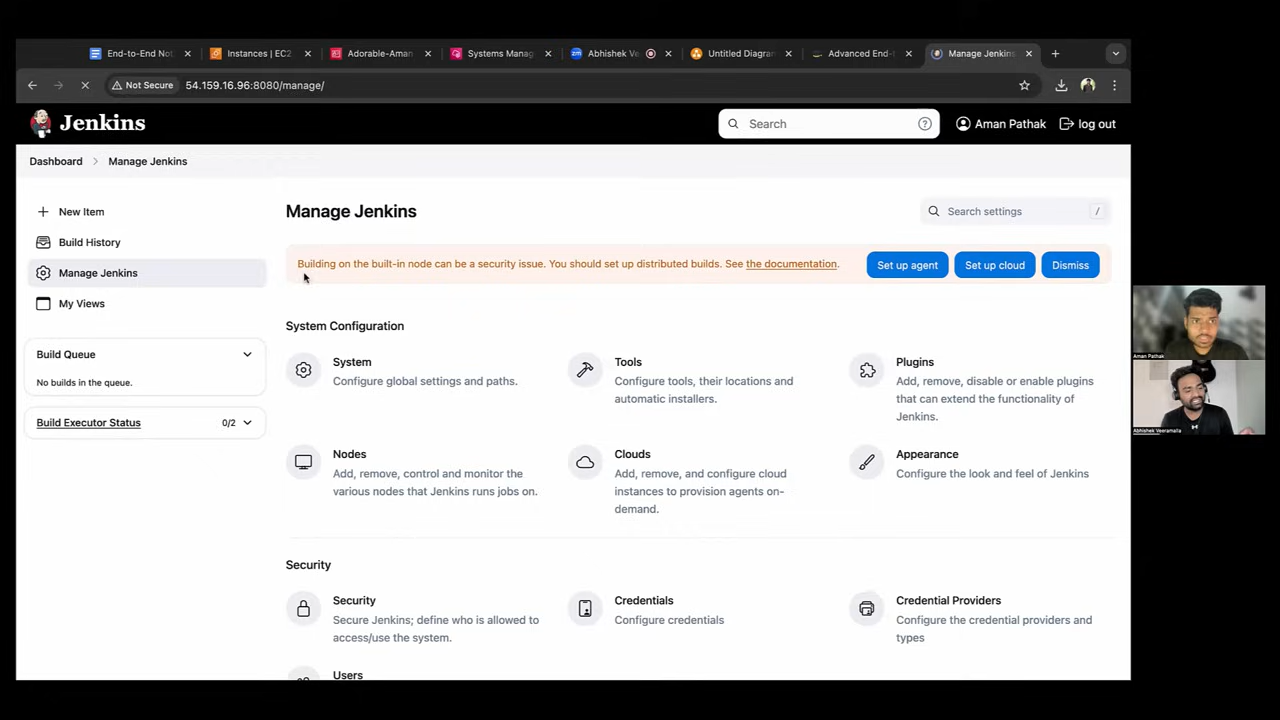 End-to-End Not
Instances | EC2
Adorable-Aman
Systems Manag
Abhishek Ve
Untitled Diagra
Advanced End-t
Manage Jenkins
Not Secure
54.159.16.96:8080/manage/
Jenkins
Search
Aman Pathak
log out
Dashboard
Manage Jenkins
New Item
Build History
Manage Jenkins
My Views
Build Queue
No builds in the queue.
Build Executor Status
0/2
Manage Jenkins
Search settings
/
Building on the built-in node can be a security issue. You should set up distributed builds. See the documentation.
Set up agent
Set up cloud
Dismiss
System Configuration
System
Configure global settings and paths.
Tools
Configure tools, their locations and
automatic installers.
Plugins
Add, remove, disable or enable plugins
that can extend the functionality of
Jenkins.
Nodes
Add, remove, control and monitor the
various nodes that Jenkins runs jobs on.
Clouds
Add, remove, and configure cloud
instances to provision agents on-
demand.
Appearance
Configure the look and feel of Jenkins
Security
Security
Secure Jenkins; define who is allowed to
access/use the system.
Credentials
Configure credentials
Credential Providers
Configure the credential providers and
types
Users
Aman Pathak
Abhishek Veeramalla